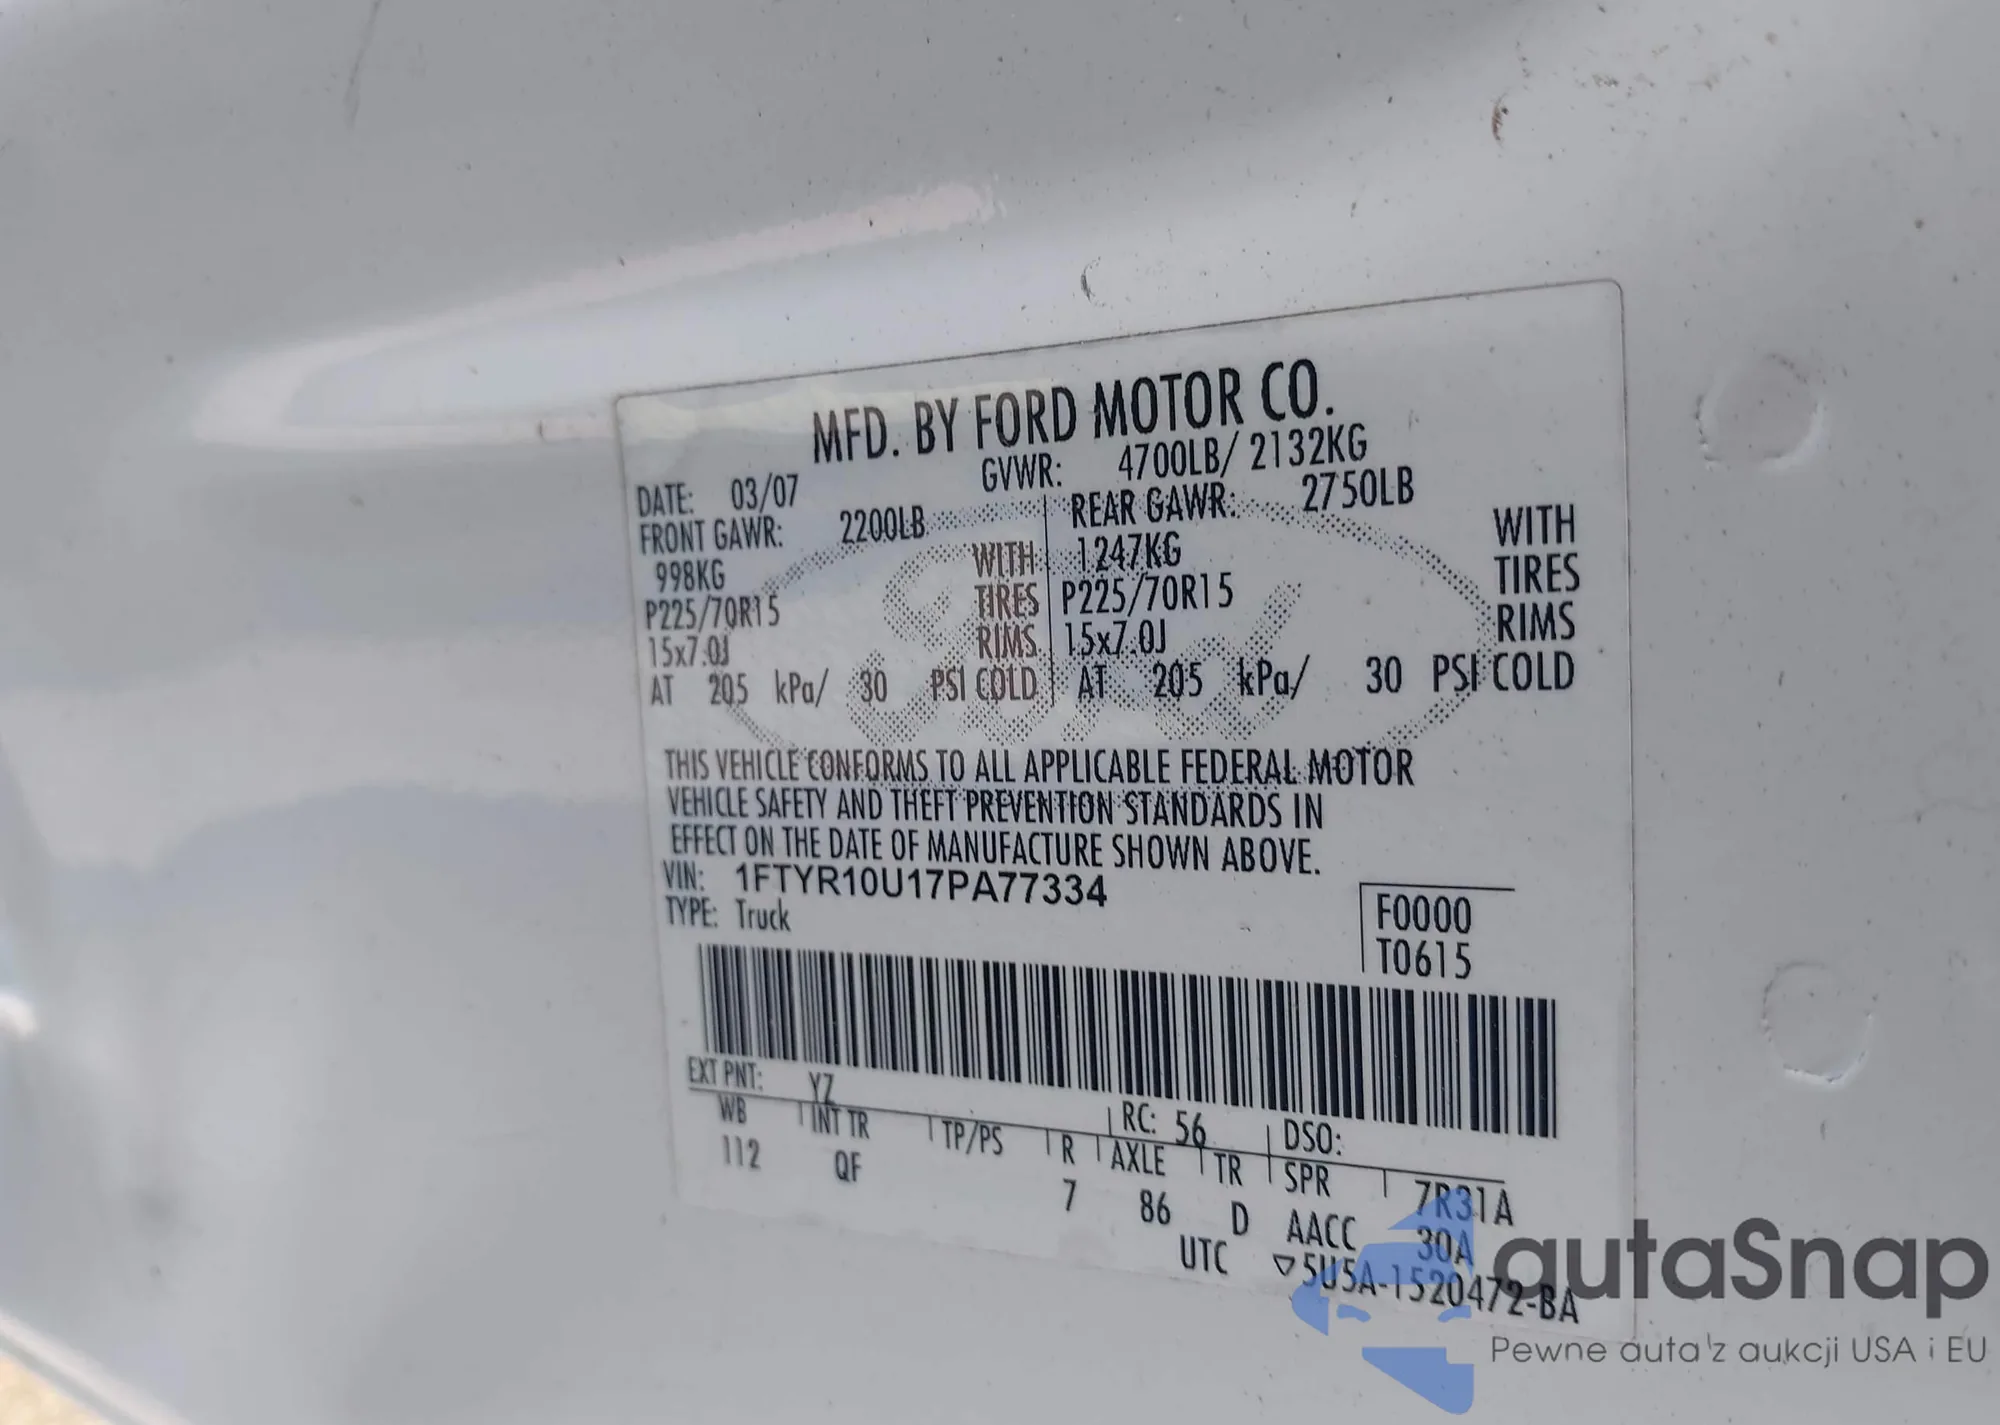 MFD. BY FORD MOTOR CO.
DATE: 03/07 GVWR: 4700LB/ 2132KG
FRONT GAWR: 2200LB REAR GAWR: 2750LB
998KG WITH 1247KG WITH
P225/70R15 TIRES P225/70R15 TIRES
15x7.0J RIMS 15x7.0J RIMS
AT 205 kPa/ 30 PSI COLD AT 205 kPa/ 30 PSI COLD
Ford
THIS VEHICLE CONFORMS TO ALL APPLICABLE FEDERAL MOTOR
VEHICLE SAFETY AND THEFT PREVENTION STANDARDS IN
EFFECT ON THE DATE OF MANUFACTURE SHOWN ABOVE.
VIN: 1FTYR10U17PA77334
TYPE: Truck
F0000
T0615
EXT PNT: YZ RC: 56 DSO:
WB INT TR TP/PS R AXLE TR SPR 7R31A
112 QF 7 86 D AACC 30A
UTC ▽5U5A-1520472-BA
autaSnap
Pewne auta z aukcji USA i EU